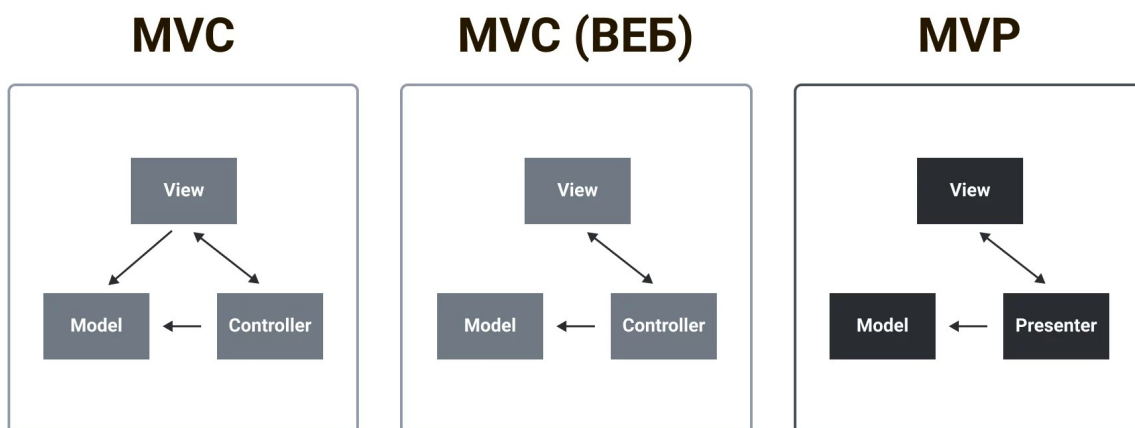 MVC
View
Model
Controller
MVC (ВЕБ)
View
Model
Controller
MVP
View
Model
Presenter